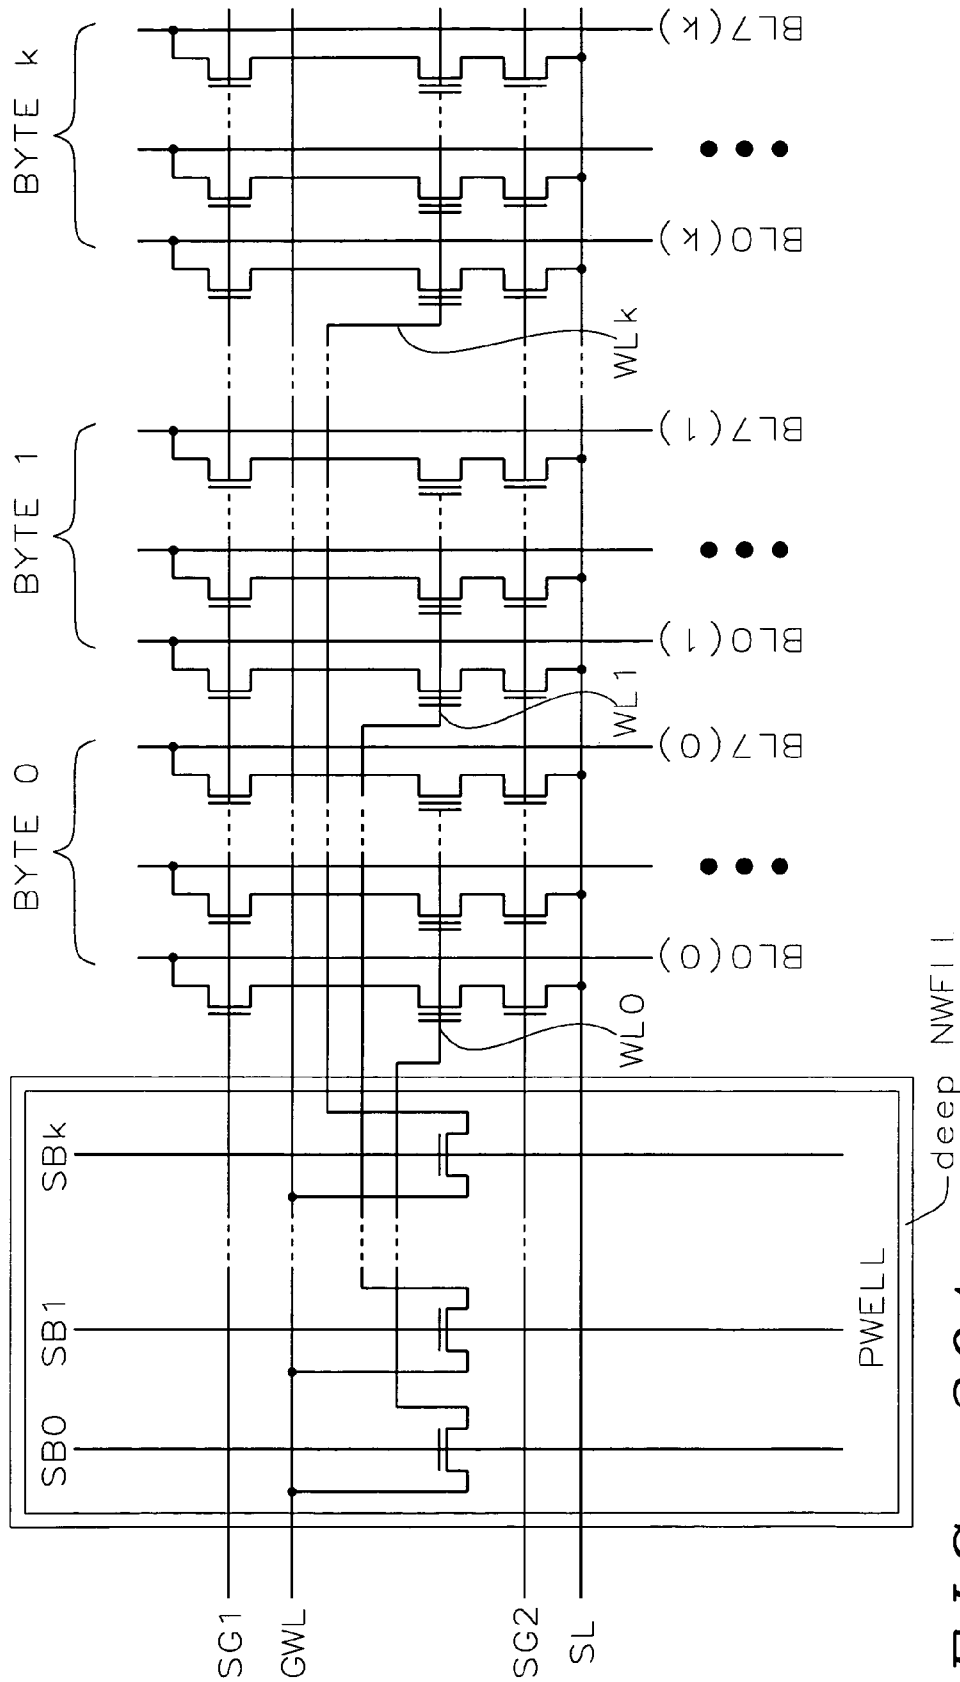 SB0
SB1
SBk
BYTE 0
BYTE 1
BYTE k
SG1
GWL
SG2
SL
WL0
WL1
WLk
BL0(0)
BL7(0)
BL0(1)
BL7(1)
BL0(k)
BL7(k)
PWELL
deep